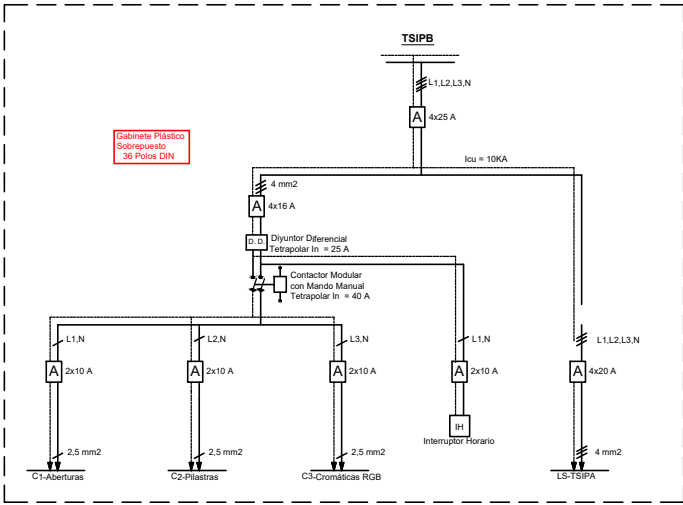 TSIPB
L1,L2,L3,N
A
4x25 A
Gabinete Plástico
Sobrepuesto
36 Polos DIN
Icu = 10KA
4 mm2
A
4x16 A
D. D.
Diyuntor Diferencial
Tetrapolar In = 25 A
Contactor Modular
con Mando Manual
Tetrapolar In = 40 A
L1,N
L2,N
L3,N
L1,N
L1,L2,L3,N
A
2x10 A
A
2x10 A
A
2x10 A
A
2x10 A
A
4x20 A
IH
Interruptor Horario
2,5 mm2
2,5 mm2
2,5 mm2
4 mm2
C1-Aberturas
C2-Pilastras
C3-Cromáticas RGB
LS-TSIPA